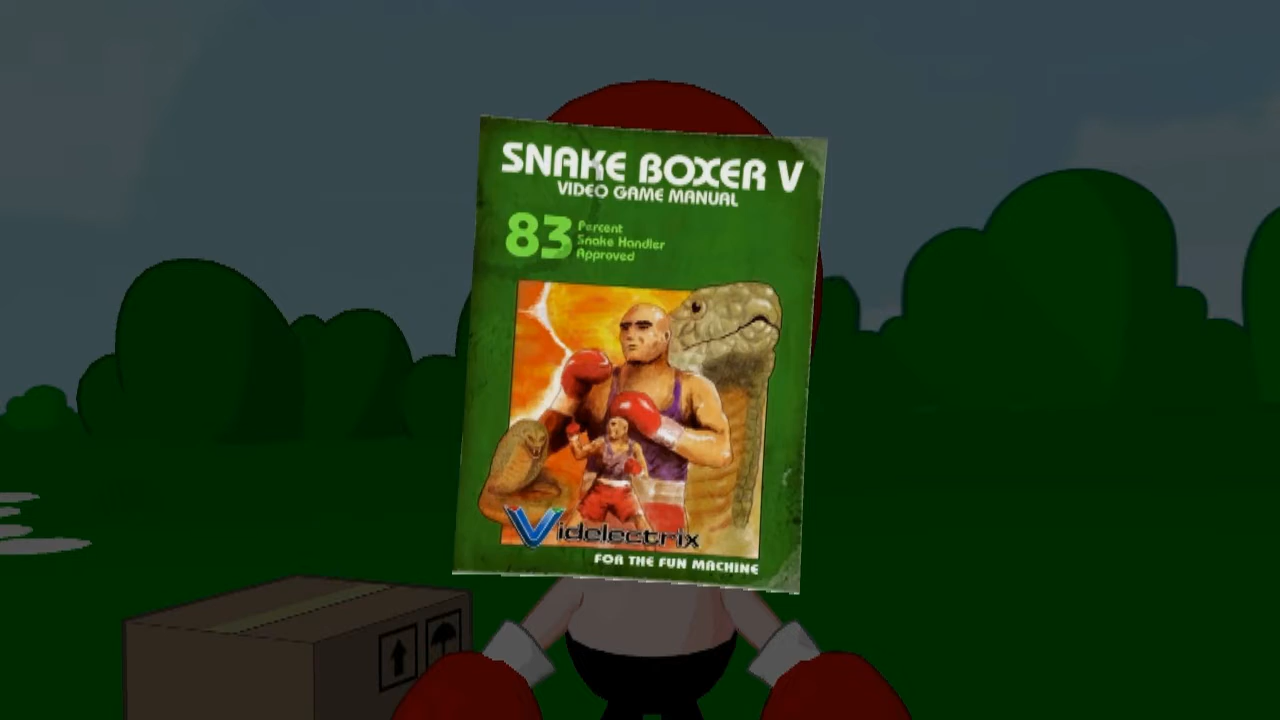 SNAKE BOXER V
VIDEO GAME MANUAL
83 Percent
Snake Handler
Approved
Videlectrix
FOR THE FUN MACHINE